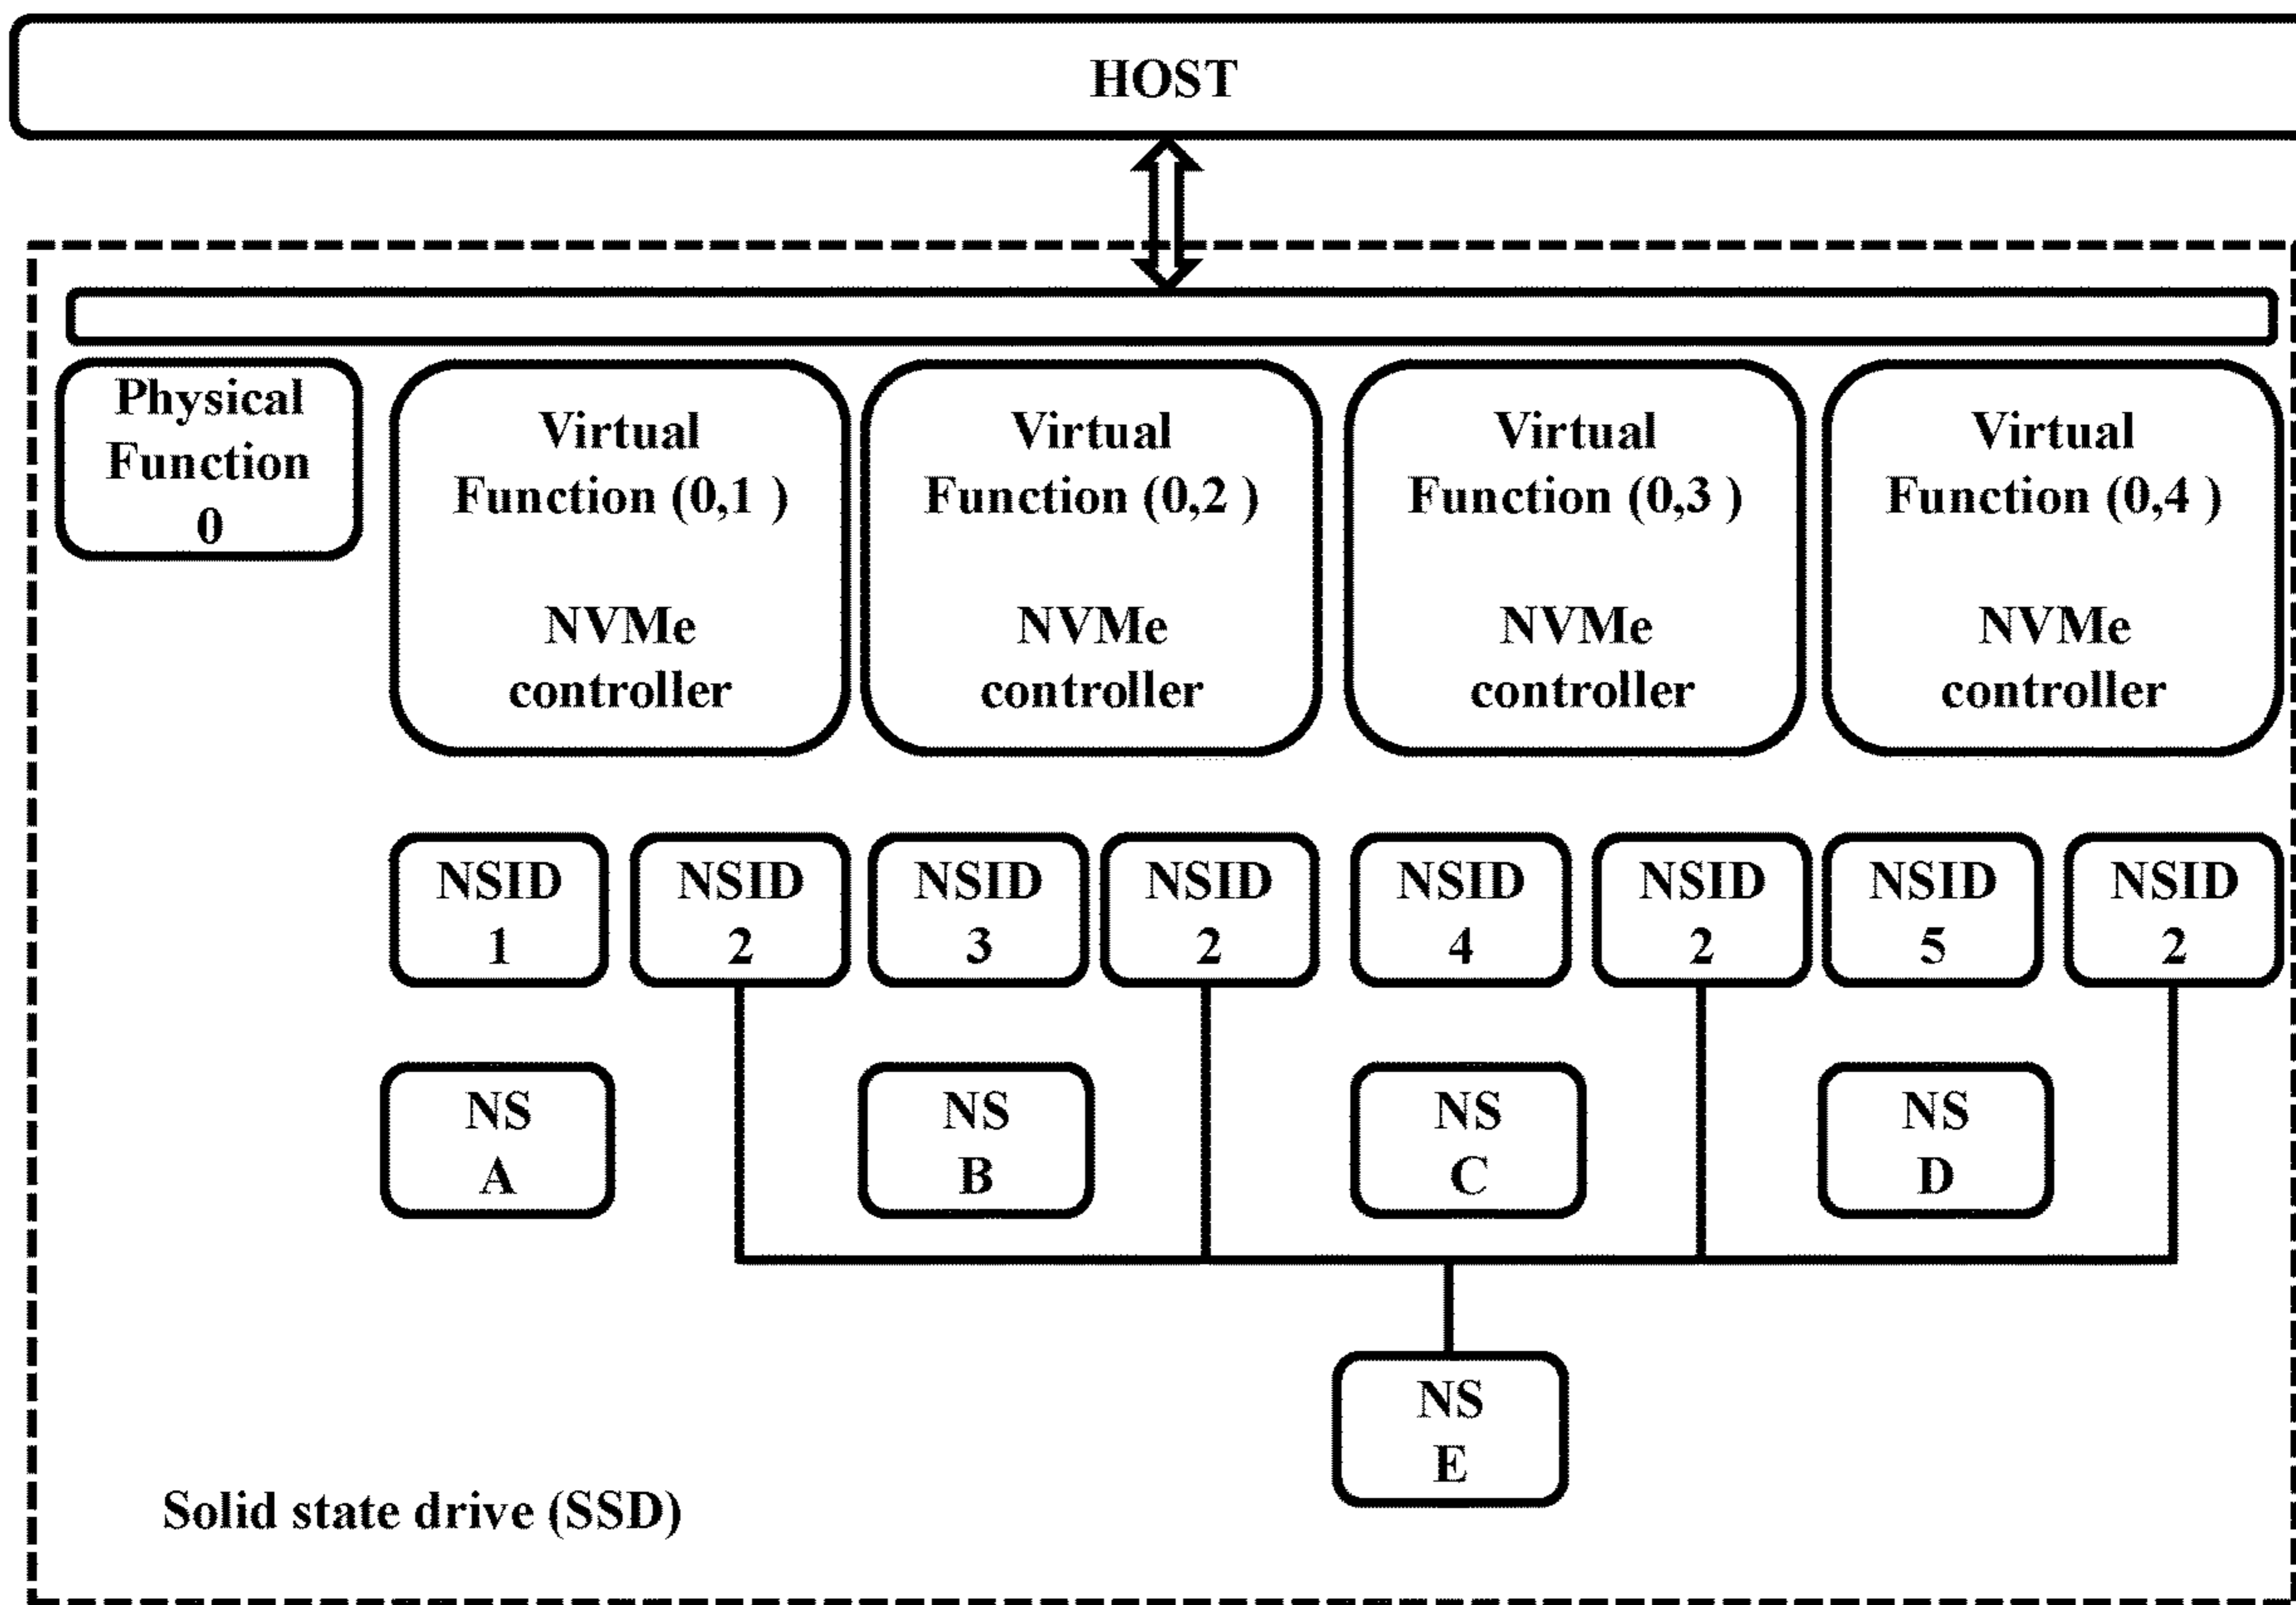 HOST
Physical
Function
0
Virtual
Function (0,1 )
NVMe
controller
Virtual
Function (0,2 )
NVMe
controller
Virtual
Function (0,3 )
NVMe
controller
Virtual
Function (0,4 )
NVMe
controller
NSID
1
NSID
2
NSID
3
NSID
2
NSID
4
NSID
2
NSID
5
NSID
2
NS
A
NS
B
NS
C
NS
D
NS
E
Solid state drive (SSD)